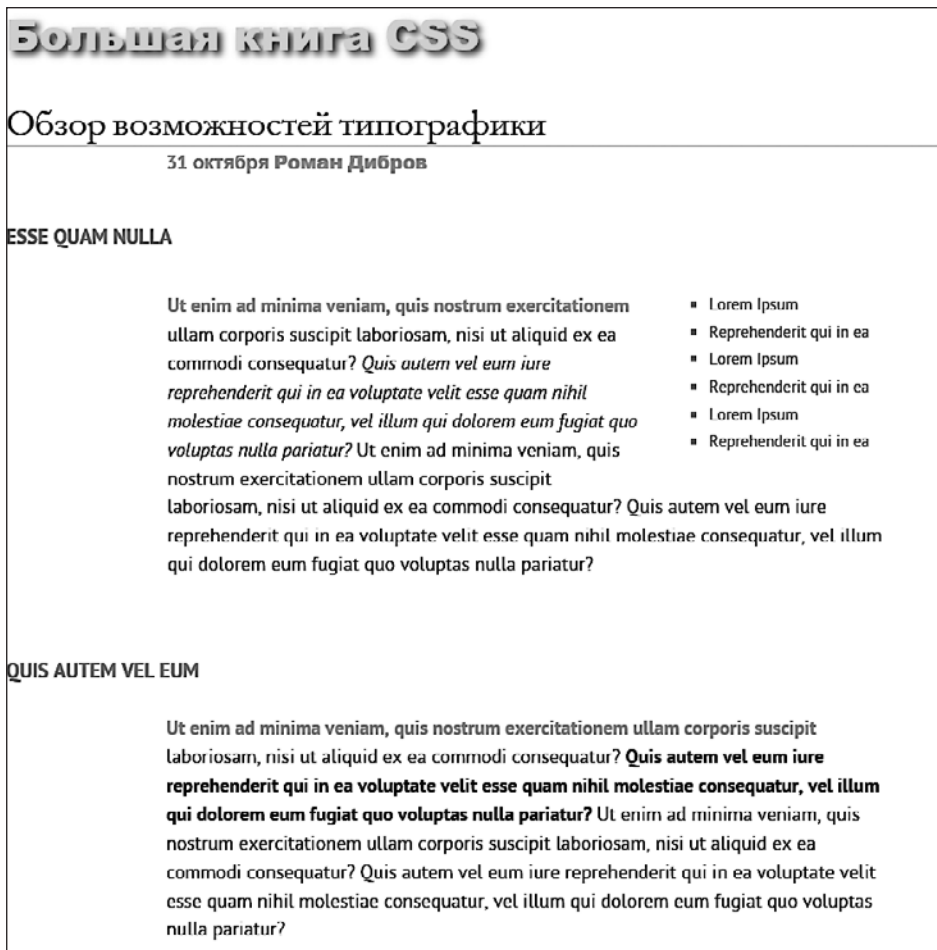 Большая книга CSS
Обзор возможностей типографики
31 октября Роман Дибров
ESSE QUAM NULLA
Ut enim ad minima veniam, quis nostrum exercitationem
ullam corporis suscipit laboriosam, nisi ut aliquid ex ea
commodi consequatur? Quis autem vel eum iure
reprehenderit qui in ea voluptate velit esse quam nihil
molestiae consequatur, vel illum qui dolorem eum fugiat quo
voluptas nulla pariatur? Ut enim ad minima veniam, quis
nostrum exercitationem ullam corporis suscipit
laboriosam, nisi ut aliquid ex ea commodi consequatur? Quis autem vel eum iure
reprehenderit qui in ea voluptate velit esse quam nihil molestiae consequatur, vel illum
qui dolorem eum fugiat quo voluptas nulla pariatur?
Lorem Ipsum
Reprehenderit qui in ea
Lorem Ipsum
Reprehenderit qui in ea
Lorem Ipsum
Reprehenderit qui in ea
QUIS AUTEM VEL EUM
Ut enim ad minima veniam, quis nostrum exercitationem ullam corporis suscipit
laboriosam, nisi ut aliquid ex ea commodi consequatur? Quis autem vel eum iure
reprehenderit qui in ea voluptate velit esse quam nihil molestiae consequatur, vel illum
qui dolorem eum fugiat quo voluptas nulla pariatur? Ut enim ad minima veniam, quis
nostrum exercitationem ullam corporis suscipit laboriosam, nisi ut aliquid ex ea
commodi consequatur? Quis autem vel eum iure reprehenderit qui in ea voluptate velit
esse quam nihil molestiae consequatur, vel illum qui dolorem eum fugiat quo voluptas
nulla pariatur?